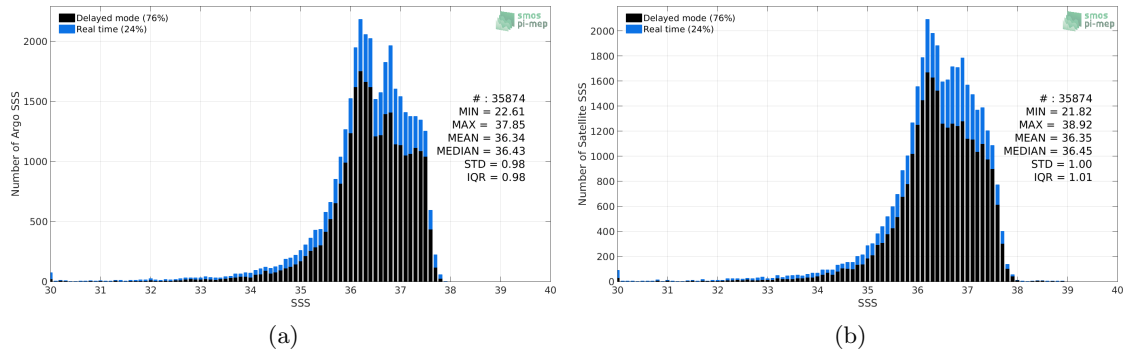 Delayed mode (76%)
Real time (24%)
smos
pi-mep
# : 35874
MIN = 22.61
MAX = 37.85
MEAN = 36.34
MEDIAN = 36.43
STD = 0.98
IQR = 0.98
Number of Argo SSS
2000
1500
1000
500
0
30 31 32 33 34 35 36 37 38 39 40
SSS
(a)
Delayed mode (76%)
Real time (24%)
smos
pi-mep
# : 35874
MIN = 21.82
MAX = 38.92
MEAN = 36.35
MEDIAN = 36.45
STD = 1.00
IQR = 1.01
Number of Satellite SSS
2000
1800
1600
1400
1200
1000
800
600
400
200
0
30 31 32 33 34 35 36 37 38 39 40
SSS
(b)